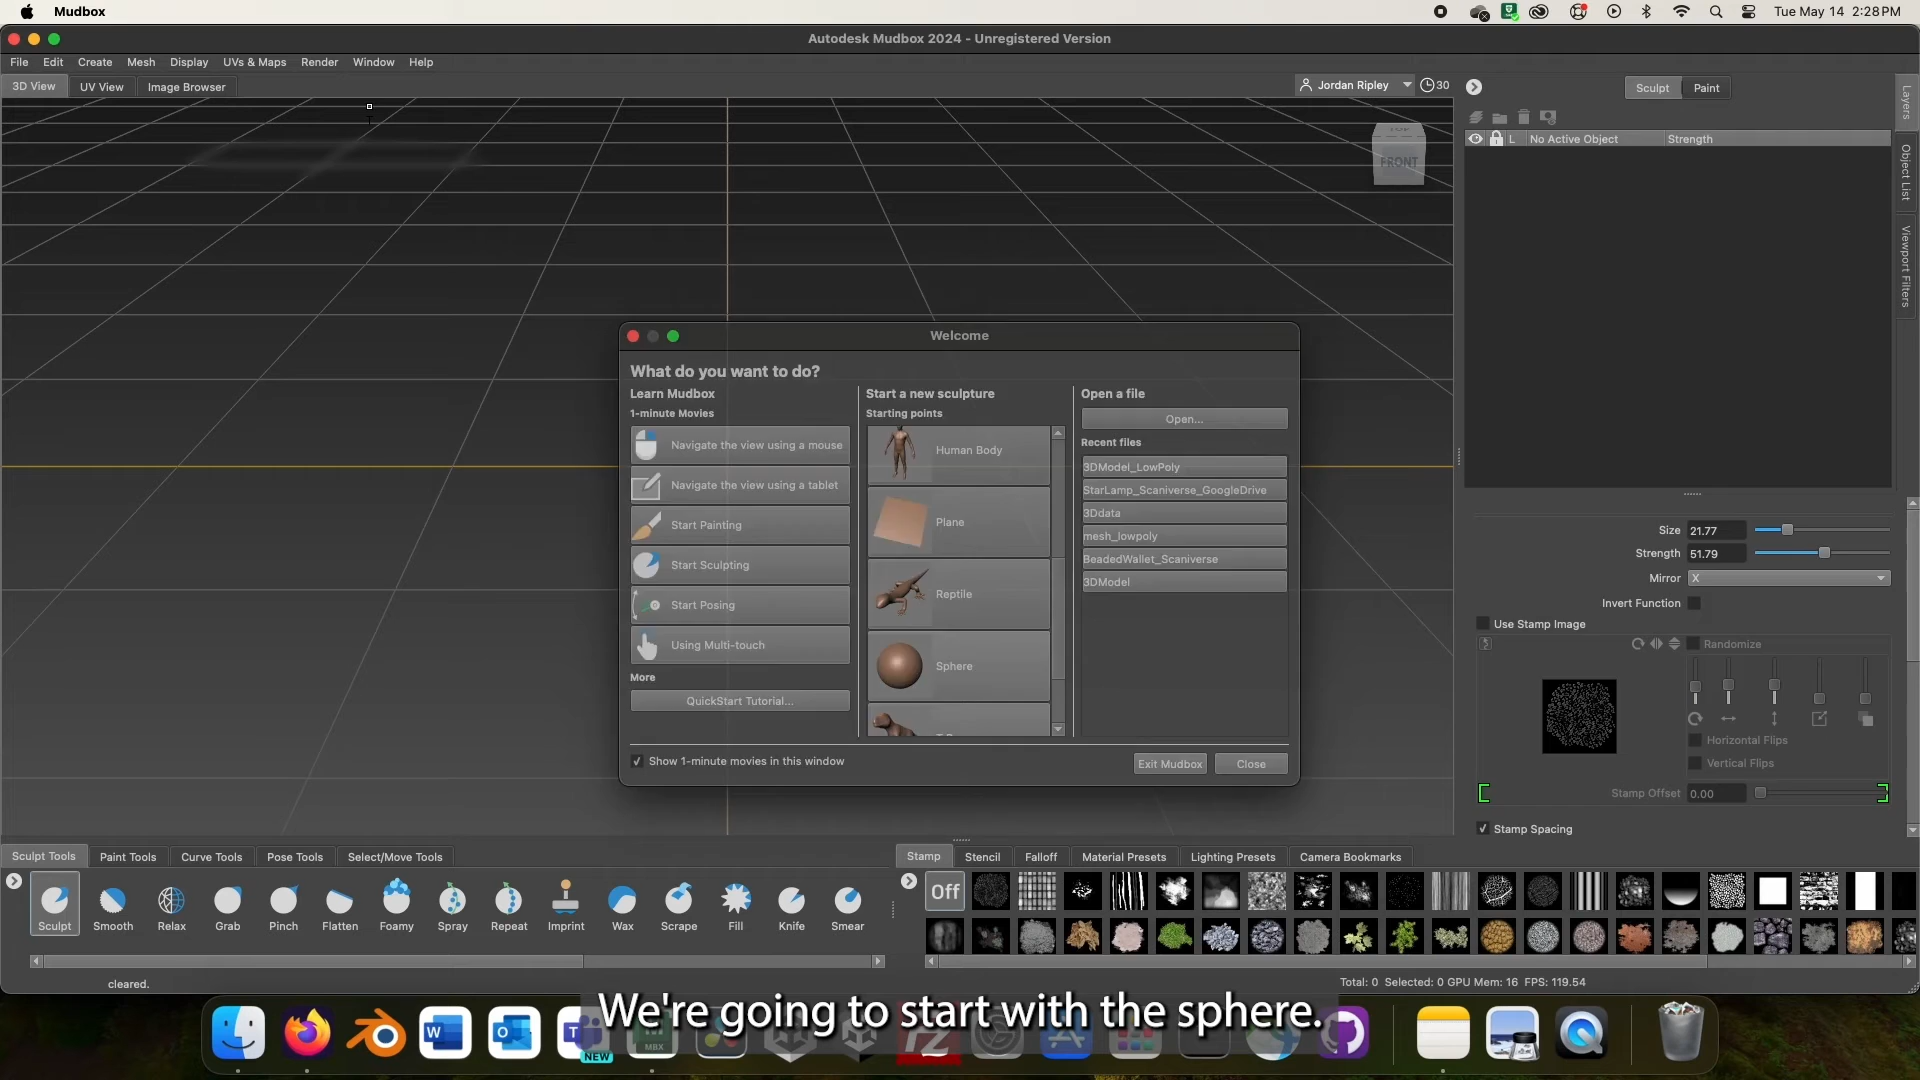 Mudbox
Tue May 14 2:28PM
Autodesk Mudbox 2024 - Unregistered Version
File Edit Create Mesh Display UVs & Maps Render Window Help
3D View UV View Image Browser
Jordan Ripley 30
Sculpt Paint
TOP
FRONT
L No Active Object Strength
Layers
Object List
Viewport Filters
Welcome
What do you want to do?
Learn Mudbox
1-minute Movies
Navigate the view using a mouse
Navigate the view using a tablet
Start Painting
Start Sculpting
Start Posing
Using Multi-touch
More
QuickStart Tutorial...
Show 1-minute movies in this window
Start a new sculpture
Starting points
Human Body
Plane
Reptile
Sphere
Open a file
Open...
Recent files
3DModel_LowPoly
StarLamp_Scaniverse_GoogleDrive
3Ddata
mesh_lowpoly
BeadedWallet_Scaniverse
3DModel
Exit Mudbox Close
Size 21.77
Strength 51.79
Mirror X
Invert Function
Use Stamp Image
Randomize
Horizontal Flips
Vertical Flips
Stamp Offset 0.00
Stamp Spacing
Sculpt Tools Paint Tools Curve Tools Pose Tools Select/Move Tools
Sculpt Smooth Relax Grab Pinch Flatten Foamy Spray Repeat Imprint Wax Scrape Fill Knife Smear
Stamp Stencil Falloff Material Presets Lighting Presets Camera Bookmarks
Off
cleared.
Total: 0 Selected: 0 GPU Mem: 16 FPS: 119.54
We're going to start with the sphere.
NEW
MBX